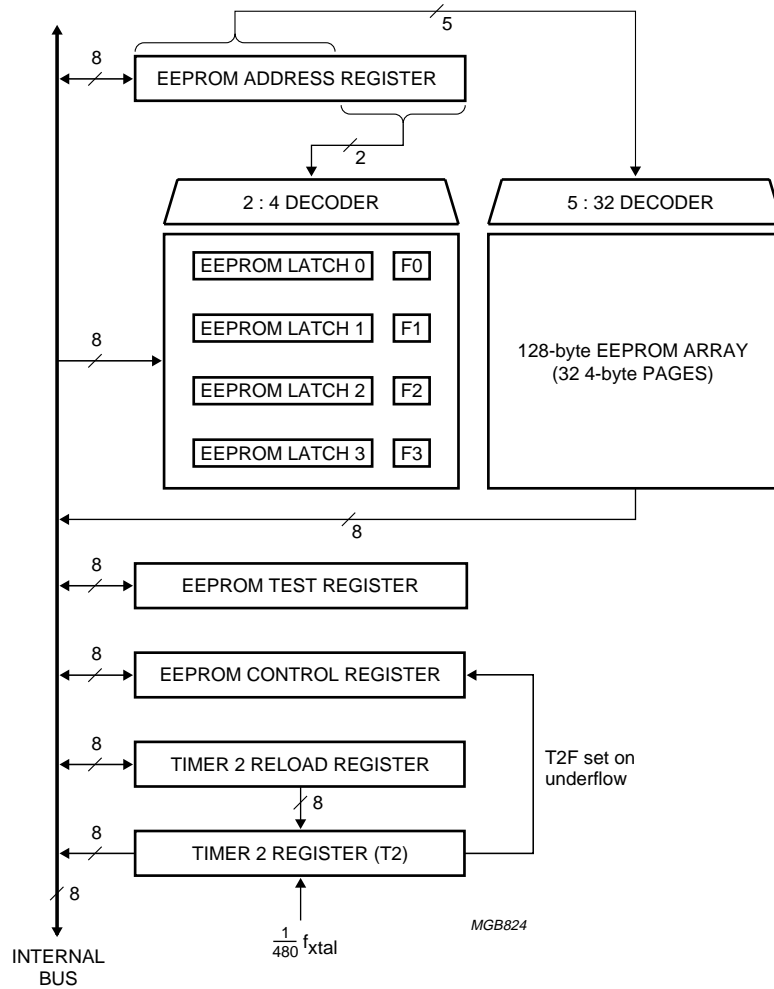 5
8
EEPROM ADDRESS REGISTER
2
2 : 4 DECODER
5 : 32 DECODER
EEPROM LATCH 0 F0
EEPROM LATCH 1 F1
EEPROM LATCH 2 F2
EEPROM LATCH 3 F3
8
128-byte EEPROM ARRAY
(32 4-byte PAGES)
8
8
EEPROM TEST REGISTER
8
EEPROM CONTROL REGISTER
T2F set on
underflow
8
TIMER 2 RELOAD REGISTER
8
8
TIMER 2 REGISTER (T2)
8
1/480 fxtal
MGB824
INTERNAL
BUS